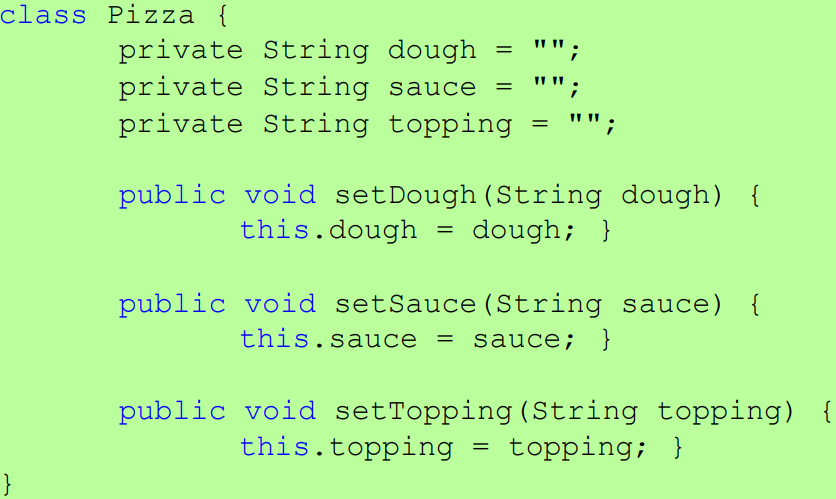 class Pizza {
private String dough = "";
private String sauce = "";
private String topping = "";
public void setDough(String dough) {
this.dough = dough; }
public void setSauce(String sauce) {
this.sauce = sauce; }
public void setTopping(String topping) {
this.topping = topping; }
}